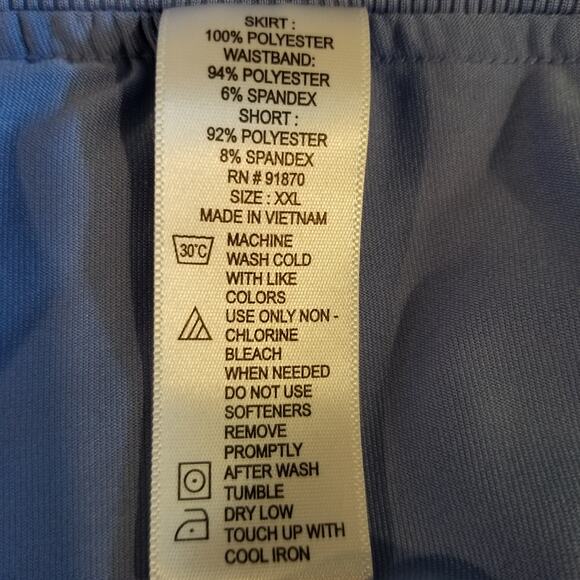 SKIRT :
100% POLYESTER
WAISTBAND:
94% POLYESTER
6% SPANDEX
SHORT :
92% POLYESTER
8% SPANDEX
RN # 91870
SIZE : XXL
MADE IN VIETNAM
30°C MACHINE
WASH COLD
WITH LIKE
COLORS
USE ONLY NON -
CHLORINE
BLEACH
WHEN NEEDED
DO NOT USE
SOFTENERS
REMOVE
PROMPTLY
AFTER WASH
TUMBLE
DRY LOW
TOUCH UP WITH
COOL IRON